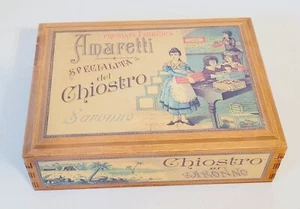 Amaretti
SPECIALITÀ
del
Chiostro
Saronno
Chiostro
DI
SARONNO